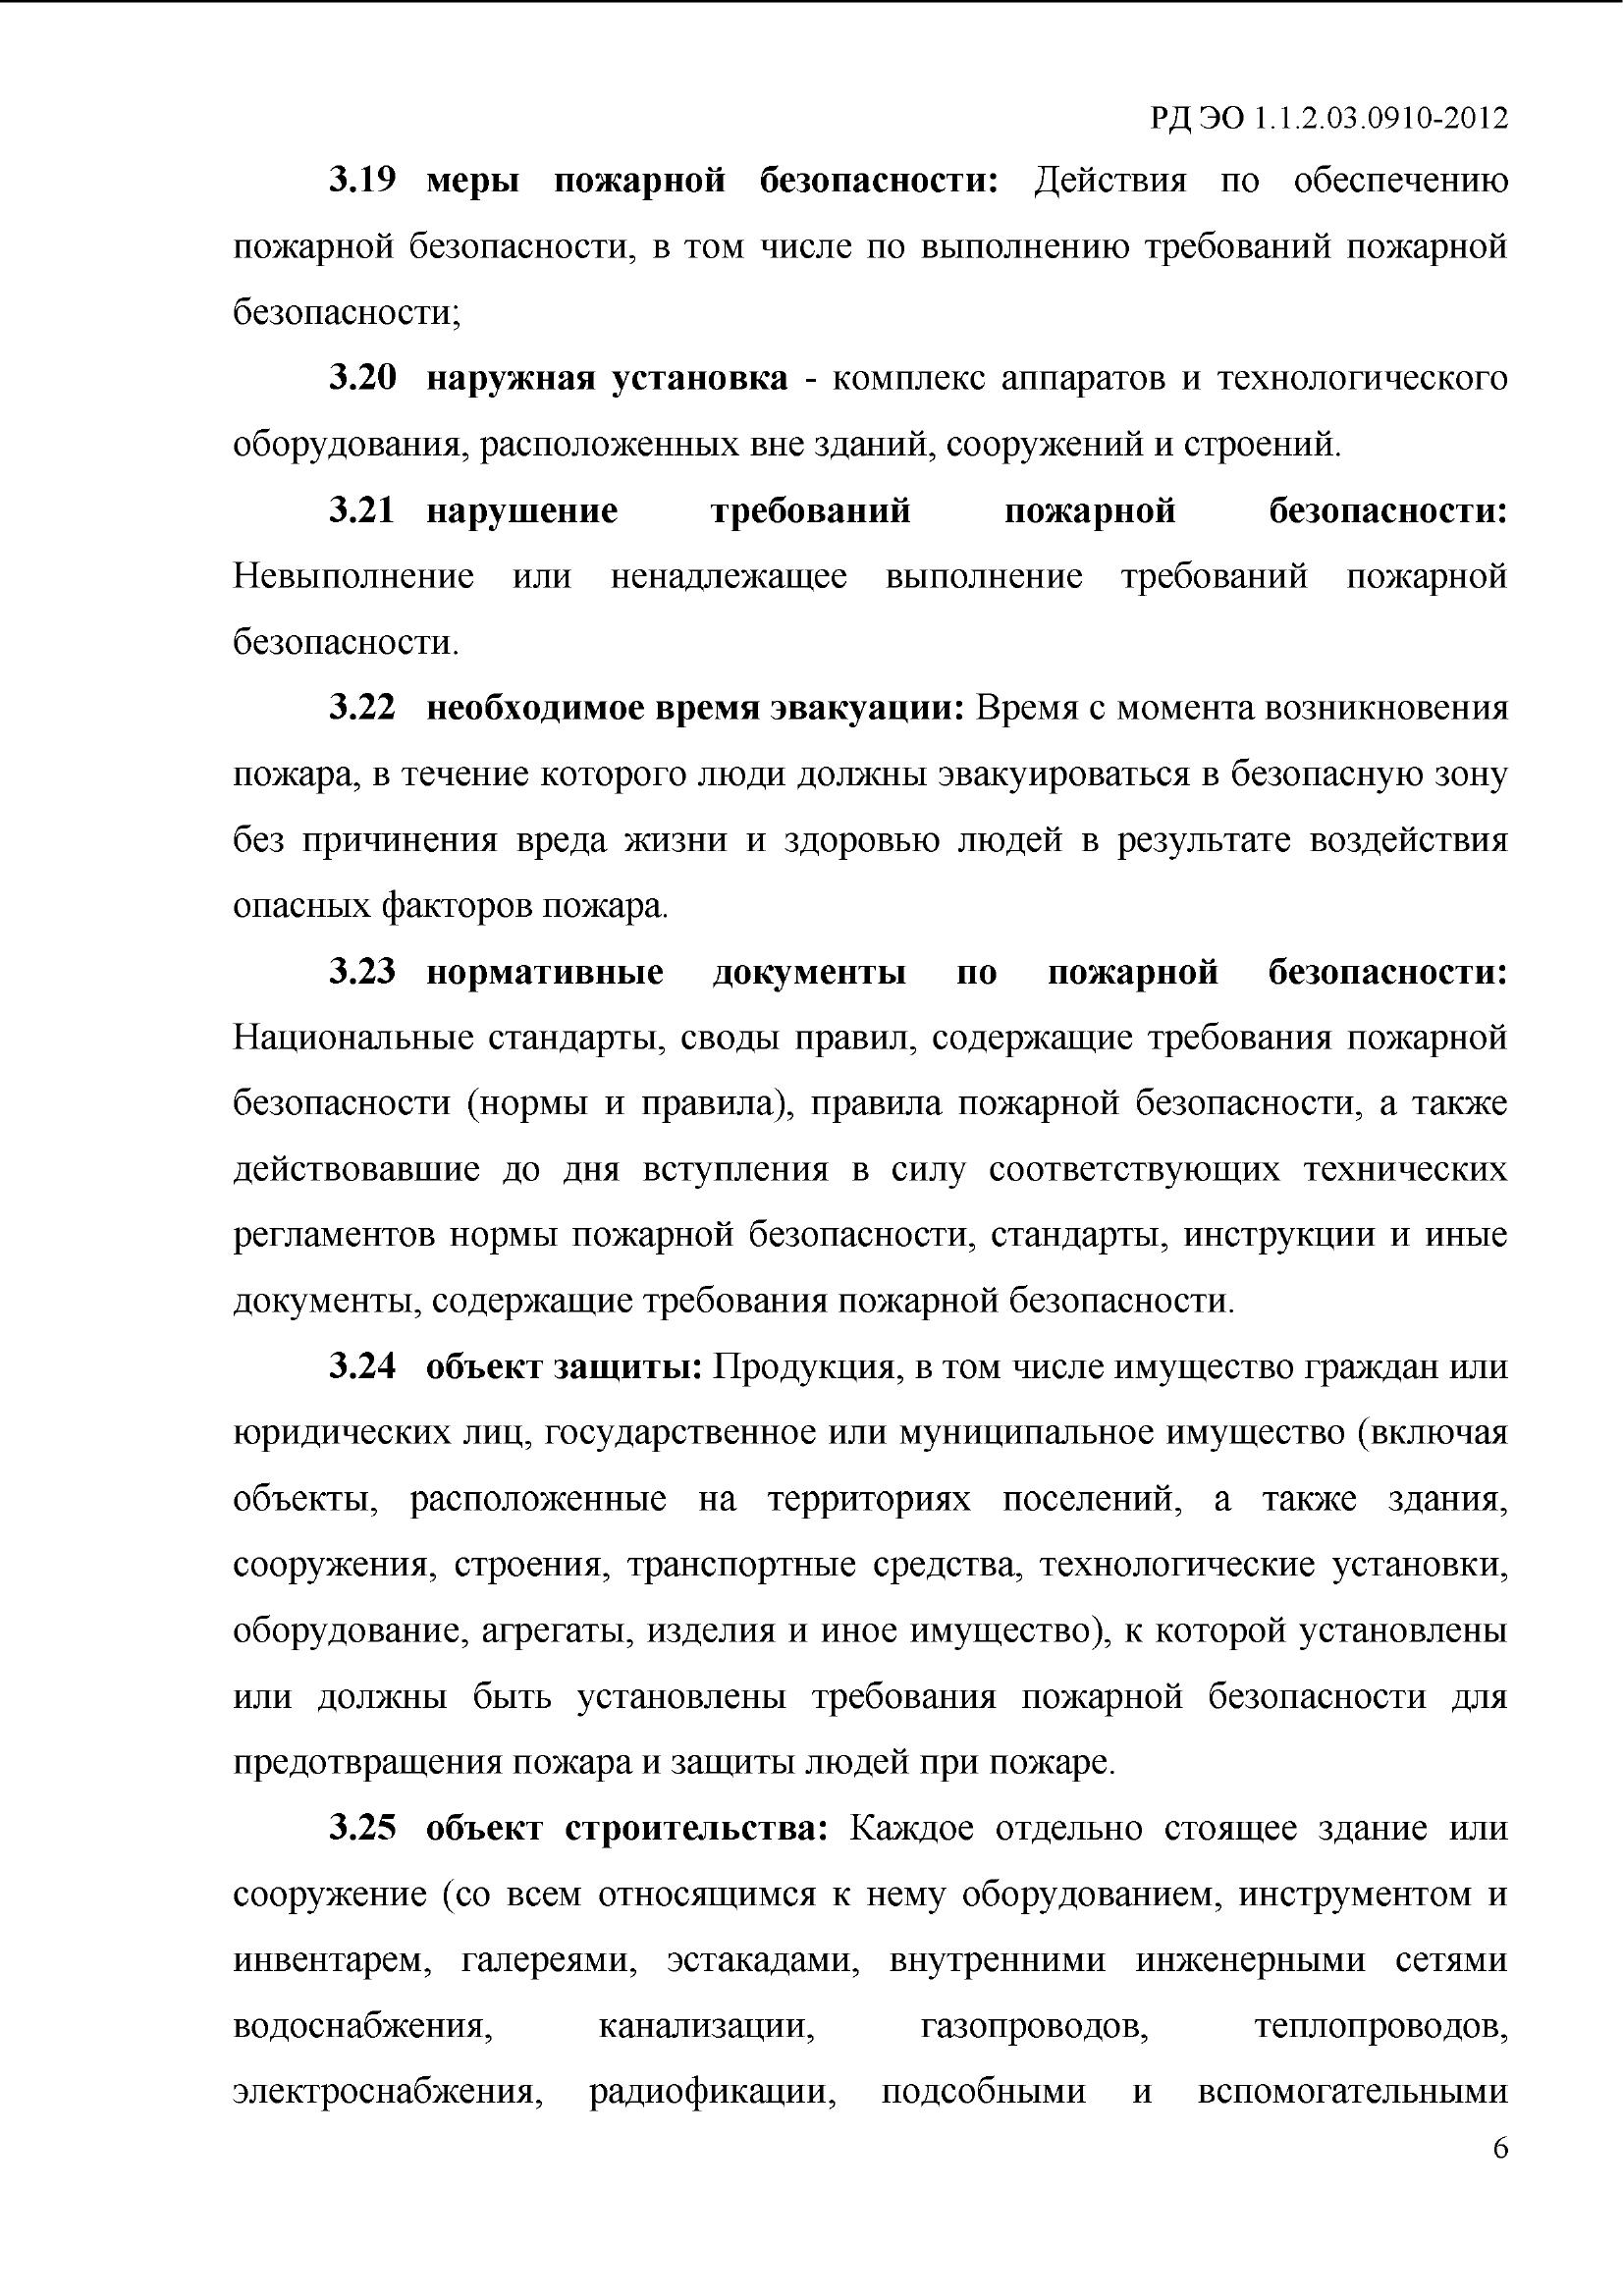 РД ЭО 1.1.2.03.0910-2012
3.19 меры пожарной безопасности: Действия по обеспечению
пожарной безопасности, в том числе по выполнению требований пожарной
безопасности;
3.20 наружная установка - комплекс аппаратов и технологического
оборудования, расположенных вне зданий, сооружений и строений.
3.21 нарушение требований пожарной безопасности:
Невыполнение или ненадлежащее выполнение требований пожарной
безопасности.
3.22 необходимое время эвакуации: Время с момента возникновения
пожара, в течение которого люди должны эвакуироваться в безопасную зону
без причинения вреда жизни и здоровью людей в результате воздействия
опасных факторов пожара.
3.23 нормативные документы по пожарной безопасности:
Национальные стандарты, своды правил, содержащие требования пожарной
безопасности (нормы и правила), правила пожарной безопасности, а также
действовавшие до дня вступления в силу соответствующих технических
регламентов нормы пожарной безопасности, стандарты, инструкции и иные
документы, содержащие требования пожарной безопасности.
3.24 объект защиты: Продукция, в том числе имущество граждан или
юридических лиц, государственное или муниципальное имущество (включая
объекты, расположенные на территориях поселений, а также здания,
сооружения, строения, транспортные средства, технологические установки,
оборудование, агрегаты, изделия и иное имущество), к которой установлены
или должны быть установлены требования пожарной безопасности для
предотвращения пожара и защиты людей при пожаре.
3.25 объект строительства: Каждое отдельно стоящее здание или
сооружение (со всем относящимся к нему оборудованием, инструментом и
инвентарем, галереями, эстакадами, внутренними инженерными сетями
водоснабжения, канализации, газопроводов, теплопроводов,
электроснабжения, радиофикации, подсобными и вспомогательными
6